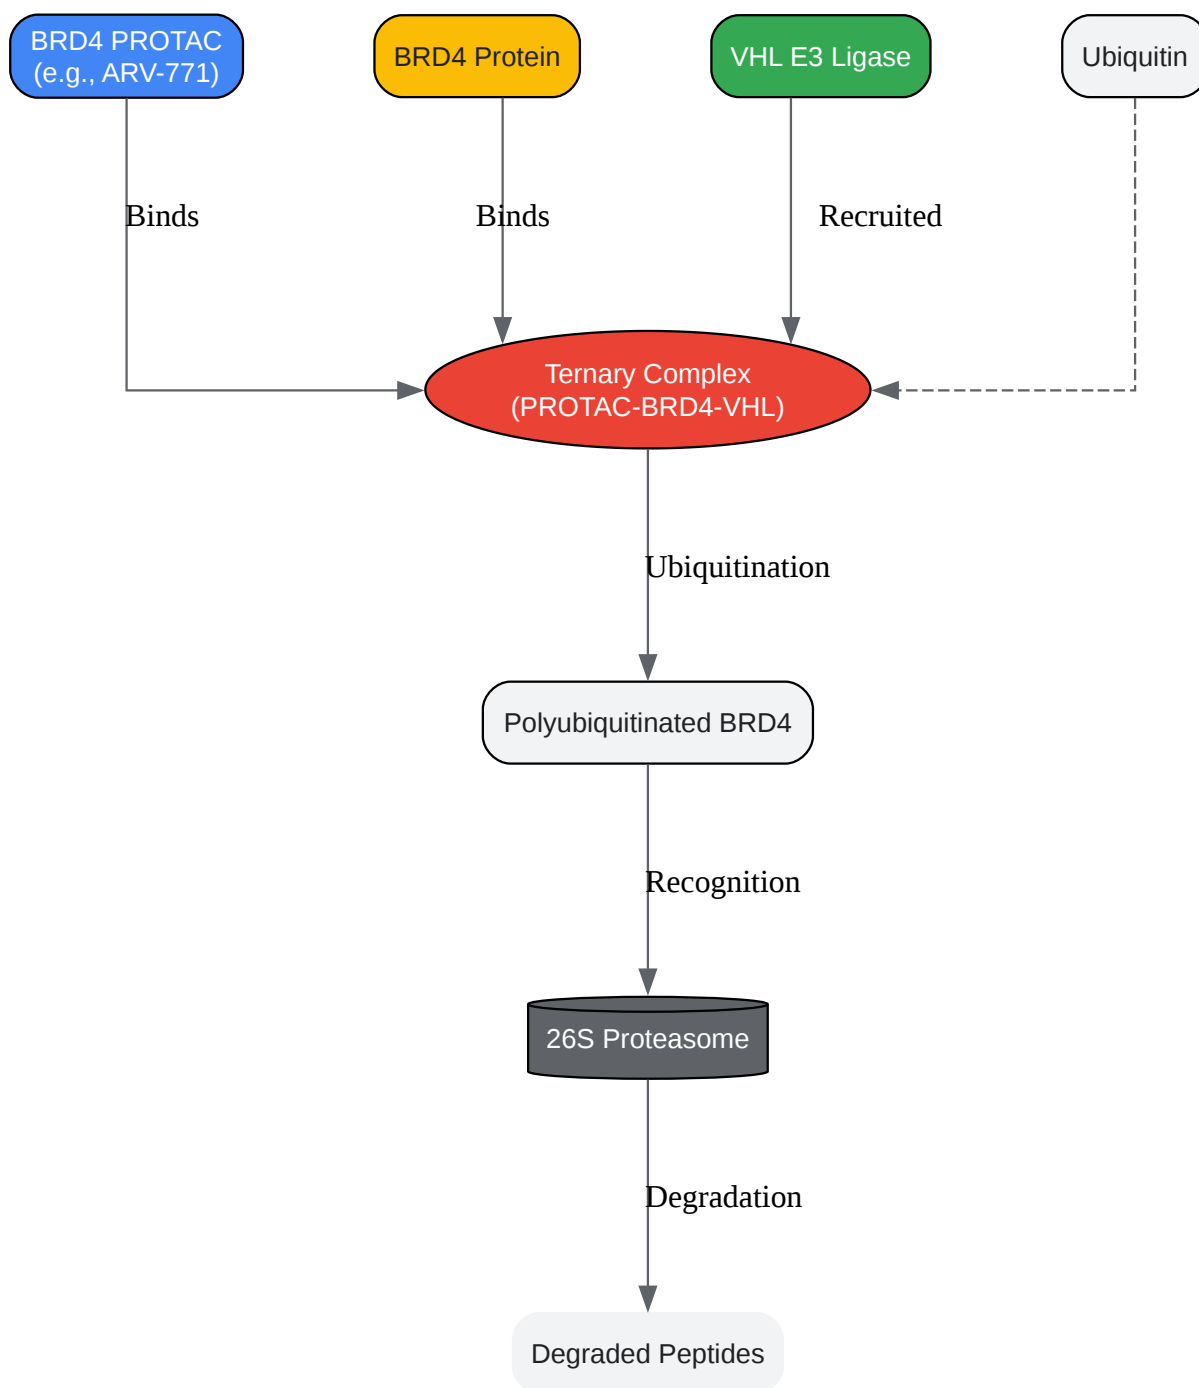 BRD4 PROTAC
(e.g., ARV-771)
BRD4 Protein
VHL E3 Ligase
Ubiquitin
Binds
Binds
Recruited
Ternary Complex
(PROTAC-BRD4-VHL)
Ubiquitination
Polyubiquitinated BRD4
Recognition
26S Proteasome
Degradation
Degraded Peptides